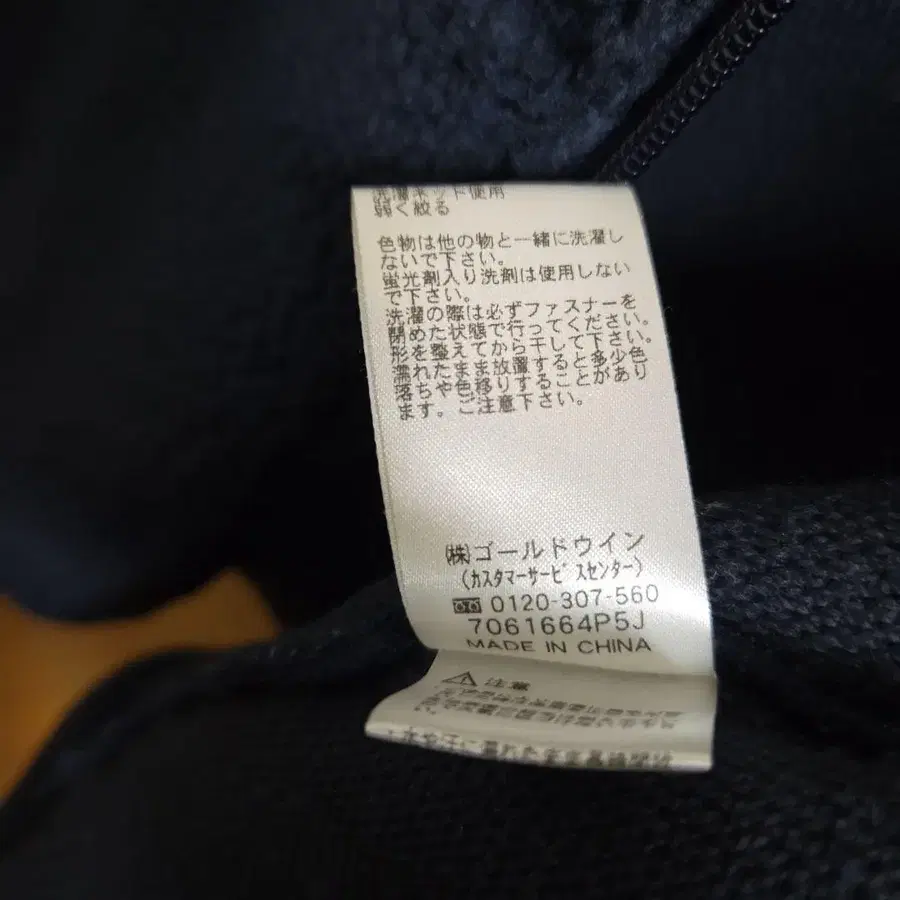 洗濯ネット使用
弱く絞る
色物は他の物と一緒に洗濯し
ないで下さい。
蛍光剤入り洗剤は使用しない
で下さい。
洗濯の際は必ずファスナーを
閉めた状態で行ってください。
形を整えてから干して下さい。
濡れたまま放置すると多少色
落ちや色移りすることがあり
ます。ご注意下さい。
㈱ゴールドウイン
(カスタマーサービスセンター)
0120-307-560
7061664P5J
MADE IN CHINA
注意